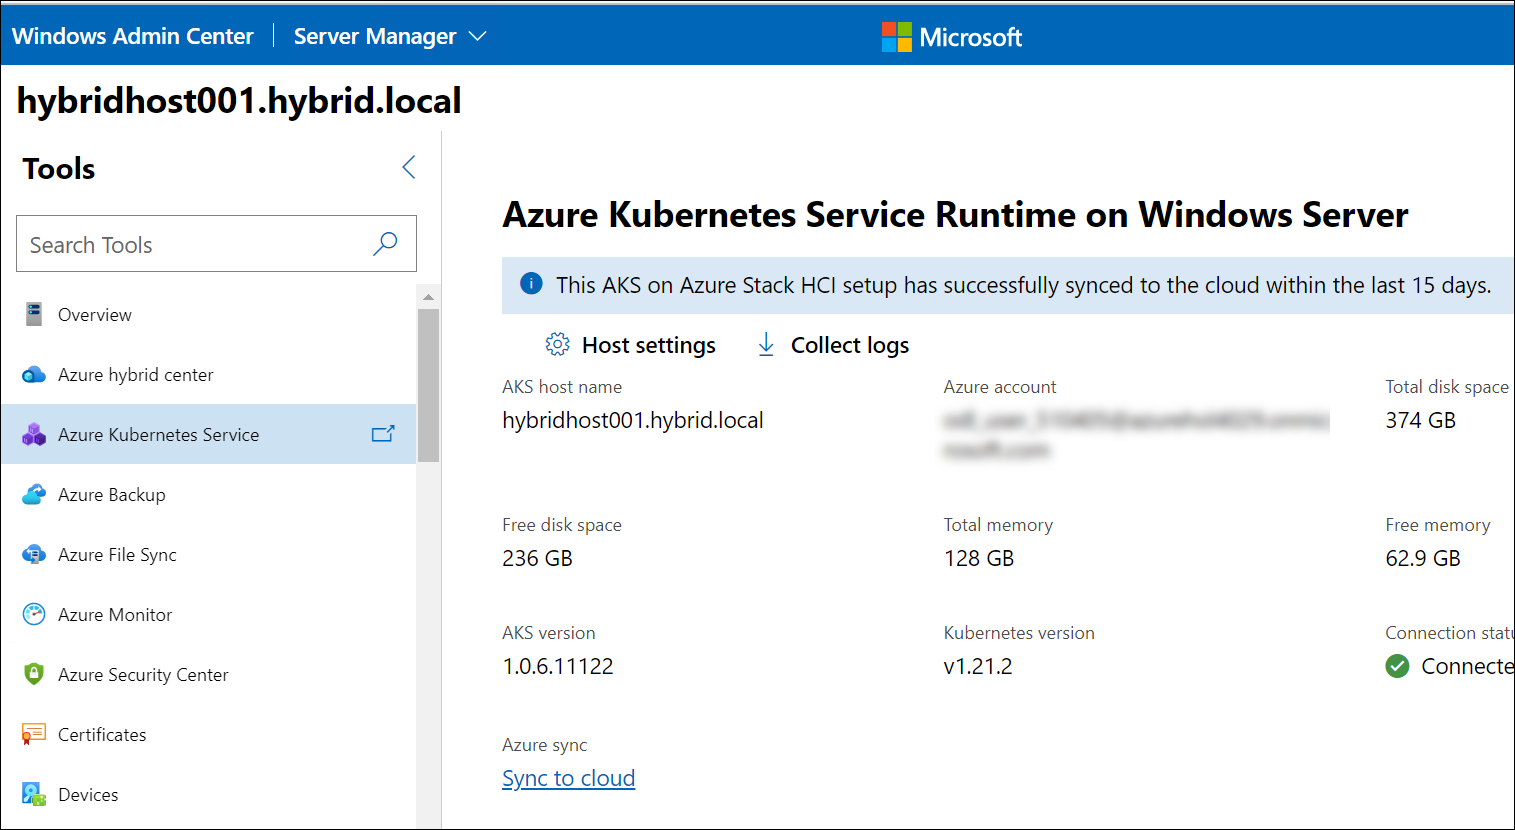 Windows Admin Center | Server Manager
Microsoft
hybridhost001.hybrid.local
Tools
Search Tools
Overview
Azure hybrid center
Azure Kubernetes Service
Azure Backup
Azure File Sync
Azure Monitor
Azure Security Center
Certificates
Devices
Azure Kubernetes Service Runtime on Windows Server
This AKS on Azure Stack HCI setup has successfully synced to the cloud within the last 15 days.
Host settings
Collect logs
AKS host name
hybridhost001.hybrid.local
Azure account
Total disk space
374 GB
Free disk space
236 GB
Total memory
128 GB
Free memory
62.9 GB
AKS version
1.0.6.11122
Kubernetes version
v1.21.2
Connection statu
Connecte
Azure sync
Sync to cloud